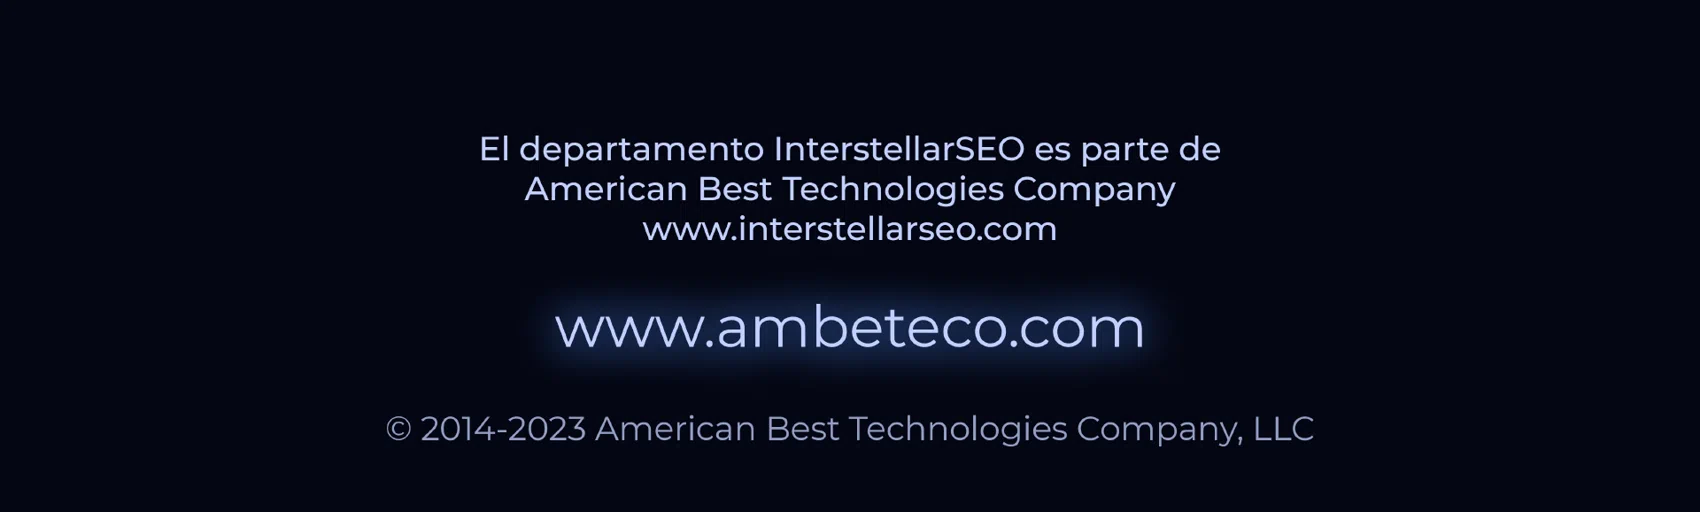 El departamento InterstellarSEO es parte de
American Best Technologies Company
www.interstellarseo.com
www.ambeteco.com
© 2014-2023 American Best Technologies Company, LLC